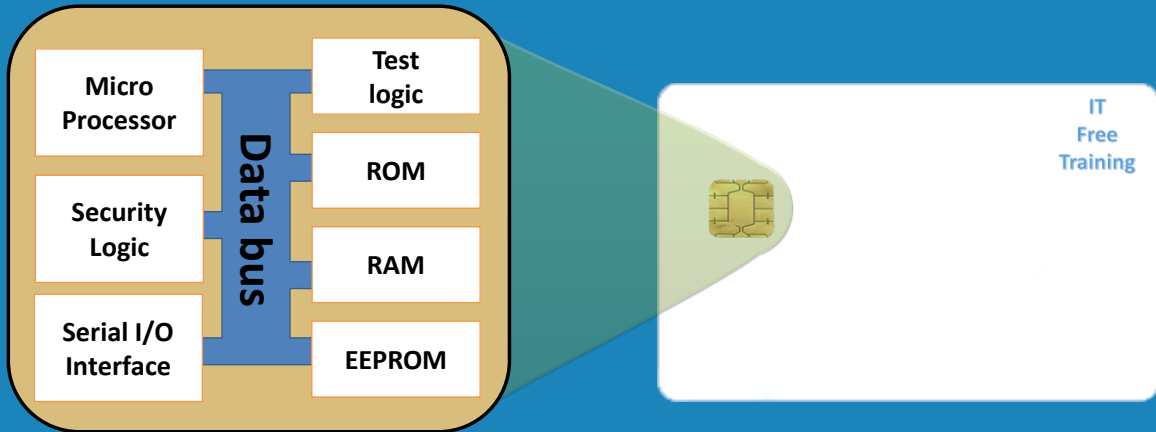 Micro
Processor
Security
Logic
Serial I/O
Interface
Data bus
Test
logic
ROM
RAM
EEPROM
IT
Free
Training